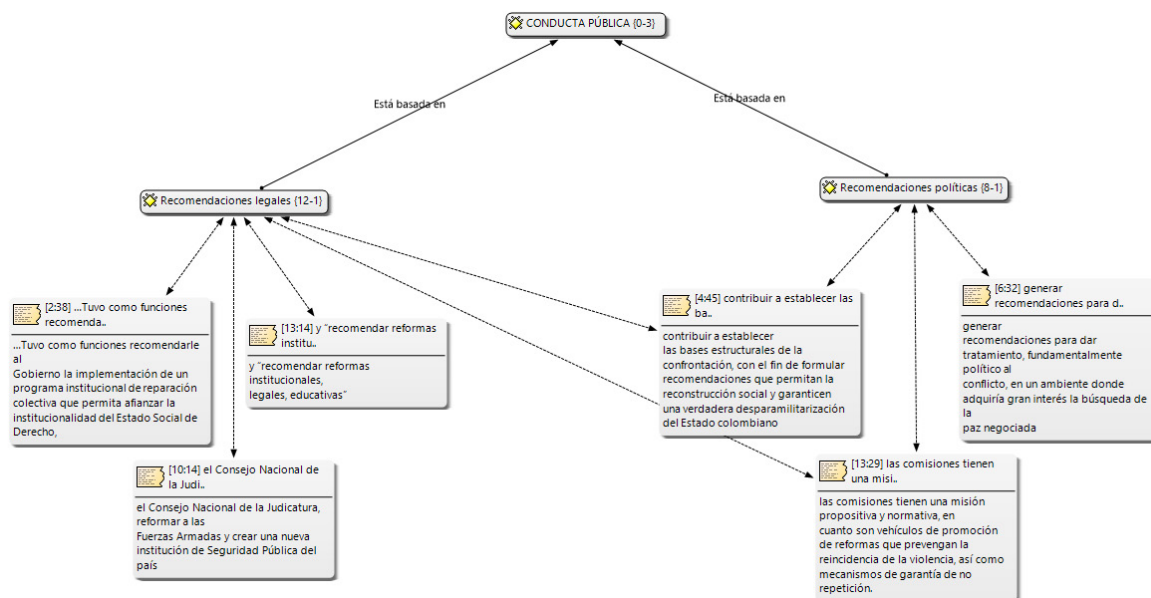 CONDUCTA PÚBLICA {0-3}
Está basada en
Está basada en
Recomendaciones legales {12-1}
Recomendaciones políticas {8-1}
[2:38] ...Tuvo como funciones
recomenda..
...Tuvo como funciones recomendarle
al
Gobierno la implementación de un
programa institucional de reparación
colectiva que permita afianzar la
institucionalidad del Estado Social de
Derecho,
[13:14] y “recomendar reformas
institu..
y “recomendar reformas
institucionales,
legales, educativas”
[4:45] contribuir a establecer las
ba..
contribuir a establecer
las bases estructurales de la
confrontación, con el fin de formular
recomendaciones que permitan la
reconstrucción social y garanticen
una verdadera desparamilitarización
del Estado colombiano
[6:32] generar
recomendaciones para d..
generar
recomendaciones para dar
tratamiento, fundamentalmente
político al
conflicto, en un ambiente donde
adquiría gran interés la búsqueda de
la
paz negociada
[10:14] el Consejo Nacional de
la Judi..
el Consejo Nacional de la Judicatura,
reformar a las
Fuerzas Armadas y crear una nueva
institución de Seguridad Pública del
país
[13:29] las comisiones tienen
una misi..
las comisiones tienen una misión
propositiva y normativa, en
cuanto son vehículos de promoción
de reformas que prevengan la
reincidencia de la violencia, así como
mecanismos de garantía de no
repetición.